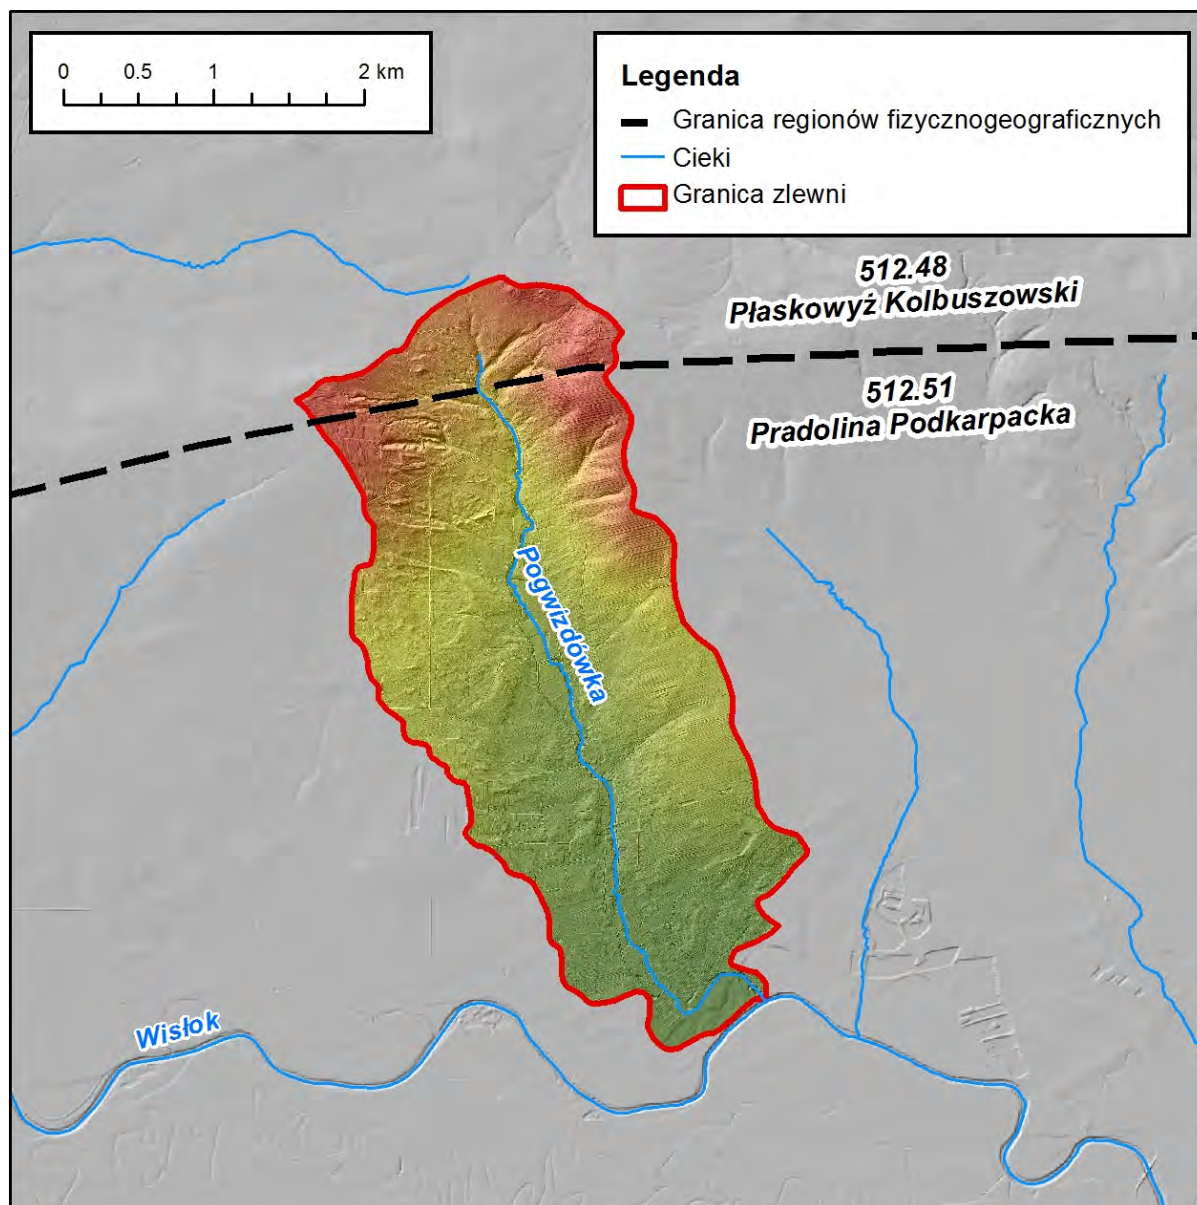 0 0.5 1 2 km
Legenda
Granica regionów fizycznogeograficznych
Cieki
Granica zlewni
512.48
Płaskowyż Kolbuszowski
512.51
Pradolina Podkarpacka
Pogwizdówka
Wisłok